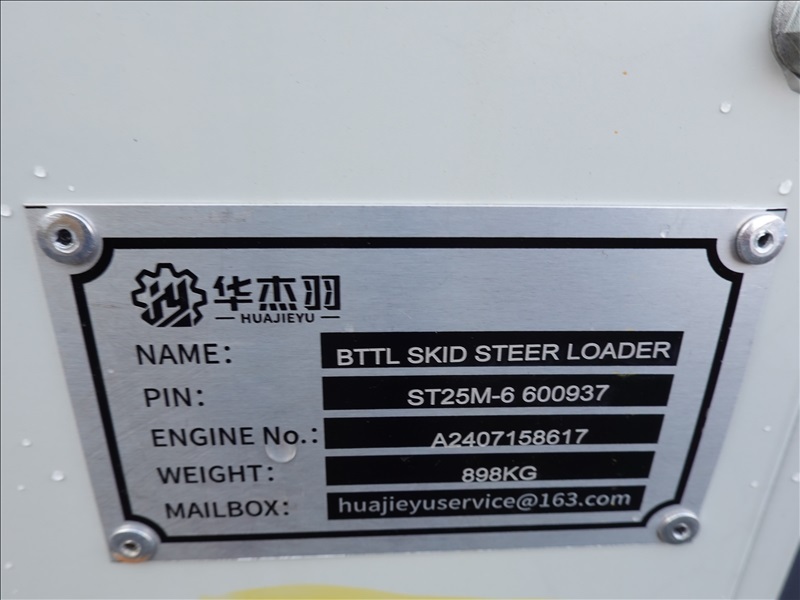 华杰羽
HUAJIEYU
NAME: BTTL SKID STEER LOADER
PIN: ST25M-6 600937
ENGINE No.: A2407158617
WEIGHT: 898KG
MAILBOX: huajieyuservice@163.com